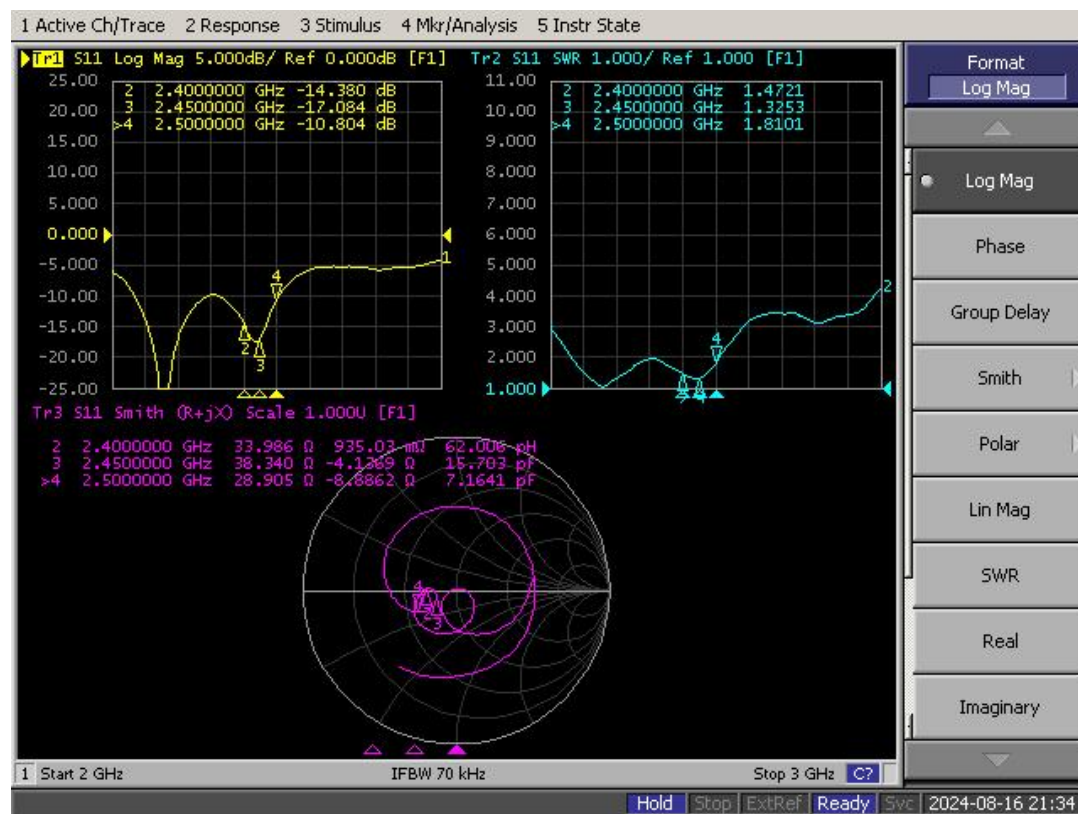 1 Active Ch/Trace 2 Response 3 Stimulus 4 Mkr/Analysis 5 Instr State
Tr1 S11 Log Mag 5.000dB/ Ref 0.000dB [F1]
25.00
20.00
15.00
10.00
5.000
0.000
-5.000
-10.00
-15.00
-20.00
-25.00
2 2.4000000 GHz -14.380 dB
3 2.4500000 GHz -17.084 dB
>4 2.5000000 GHz -10.804 dB
4
2
3
1
Tr2 S11 SWR 1.000/ Ref 1.000 [F1]
11.00
10.00
9.000
8.000
7.000
6.000
5.000
4.000
3.000
2.000
1.000
2 2.4000000 GHz 1.4721
3 2.4500000 GHz 1.3253
>4 2.5000000 GHz 1.8101
4
2
Tr3 S11 Smith (R+jX) Scale 1.000U [F1]
2 2.4000000 GHz 33.986 Ω 935.03 mΩ 62.006 pH
3 2.4500000 GHz 38.340 Ω -4.1369 Ω 15.703 pF
>4 2.5000000 GHz 28.905 Ω -8.8862 Ω 7.1641 pF
4
2
3
1 Start 2 GHz IFBW 70 kHz Stop 3 GHz C?
Format
Log Mag
Log Mag
Phase
Group Delay
Smith
Polar
Lin Mag
SWR
Real
Imaginary
Hold Stop ExtRef Ready Svc 2024-08-16 21:34